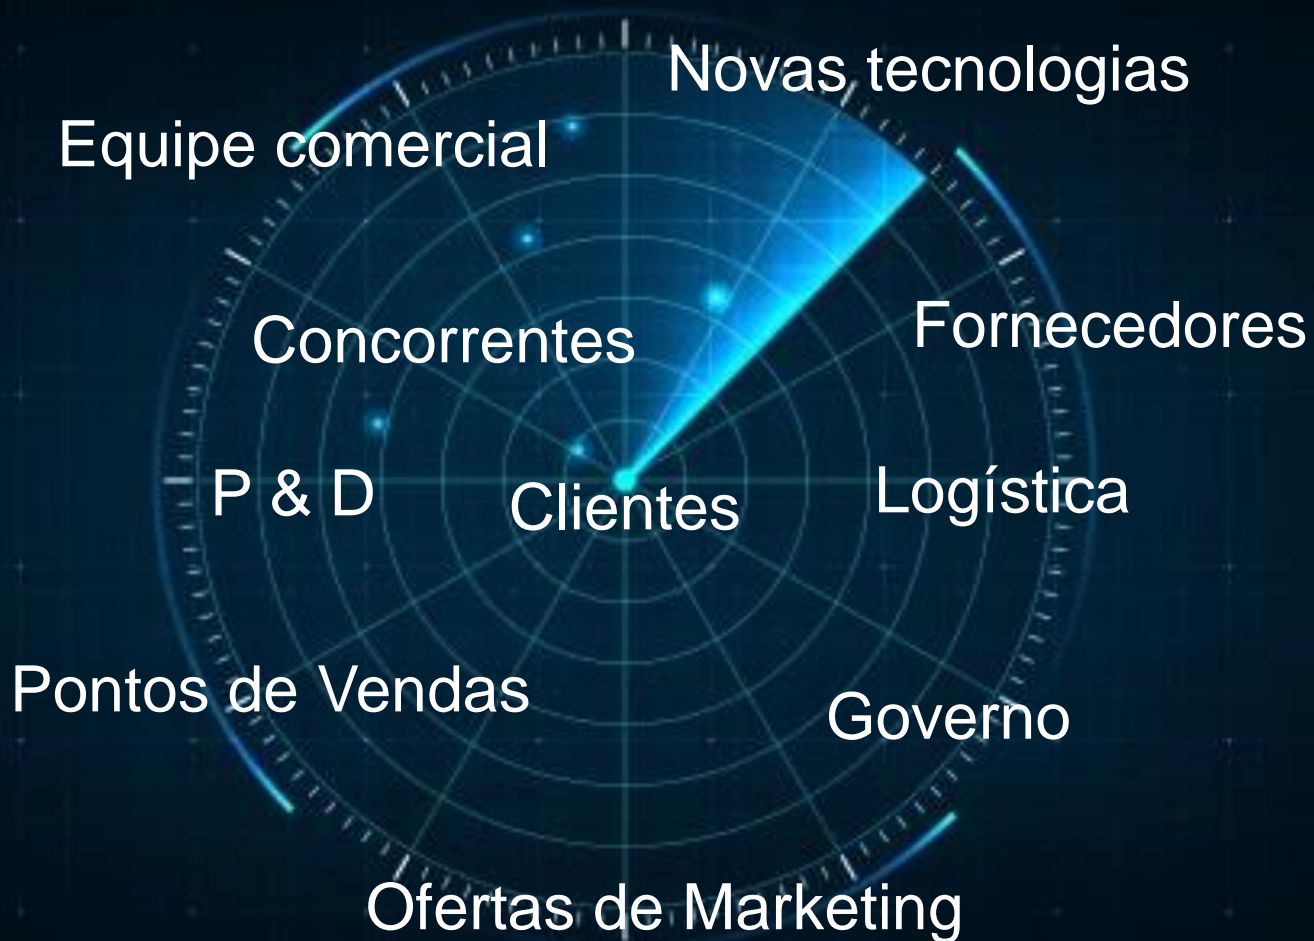 Novas tecnologias
Equipe comercial
Fornecedores
Concorrentes
P & D
Clientes
Logística
Pontos de Vendas
Governo
Ofertas de Marketing